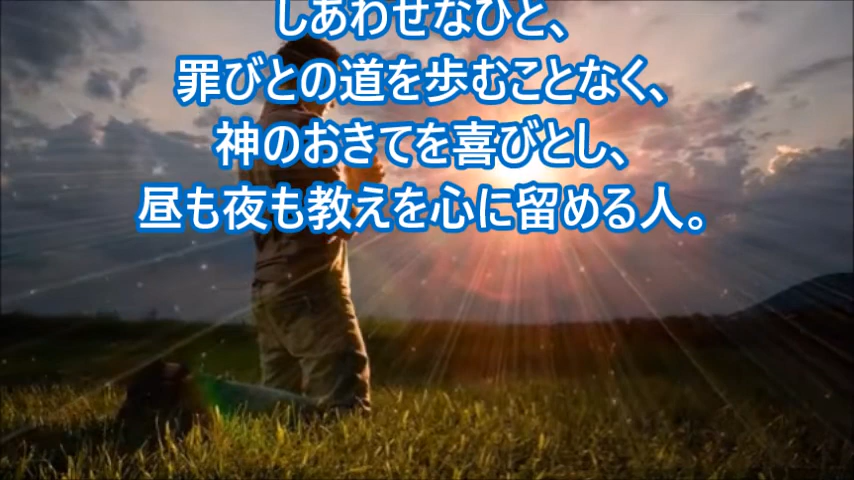 しあわせなひと、
罪びとの道を歩むことなく、
神のおきてを喜びとし、
昼も夜も教えを心に留める人。